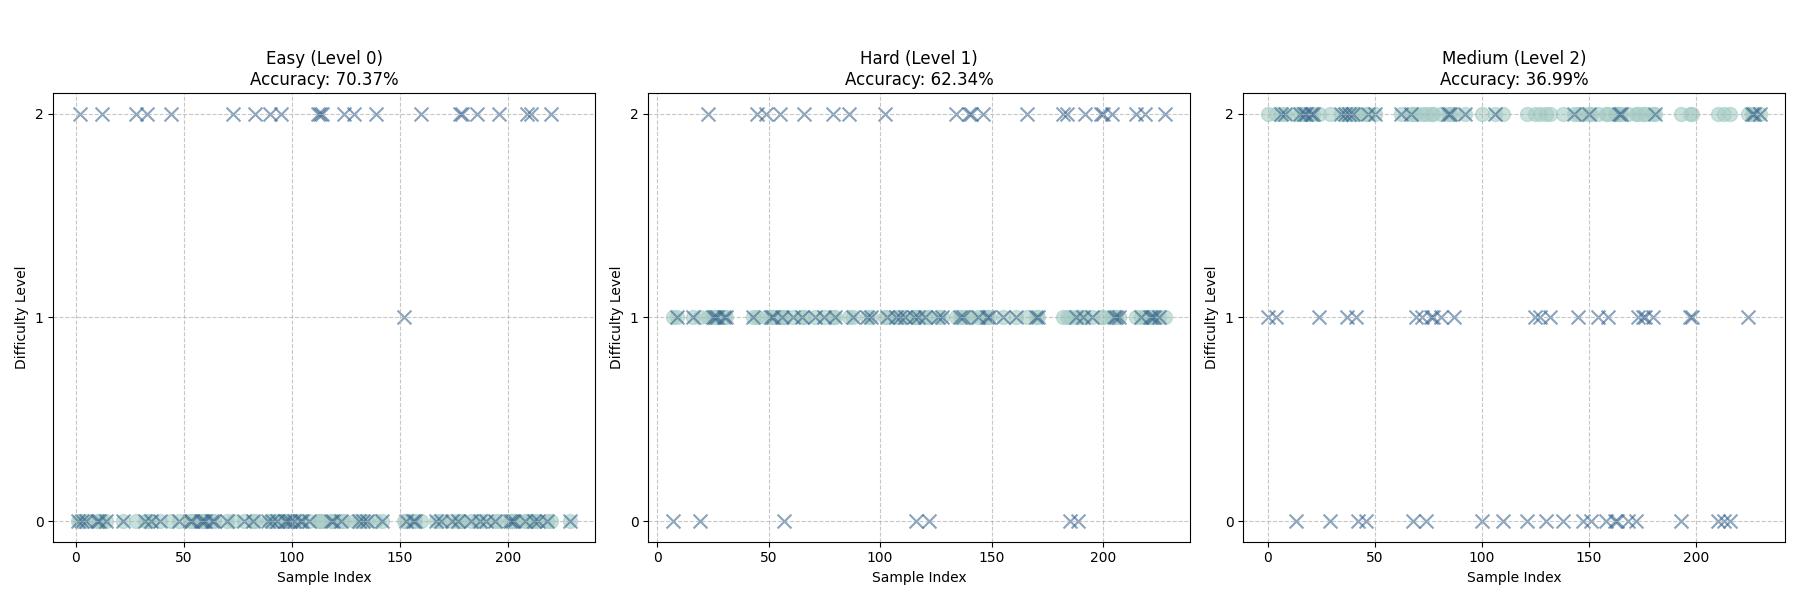 Easy (Level 0)
Accuracy: 70.37%
2
1
0
Difficulty Level
0 50 100 150 200
Sample Index
Hard (Level 1)
Accuracy: 62.34%
2
1
0
Difficulty Level
0 50 100 150 200
Sample Index
Medium (Level 2)
Accuracy: 36.99%
2
1
0
Difficulty Level
0 50 100 150 200
Sample Index